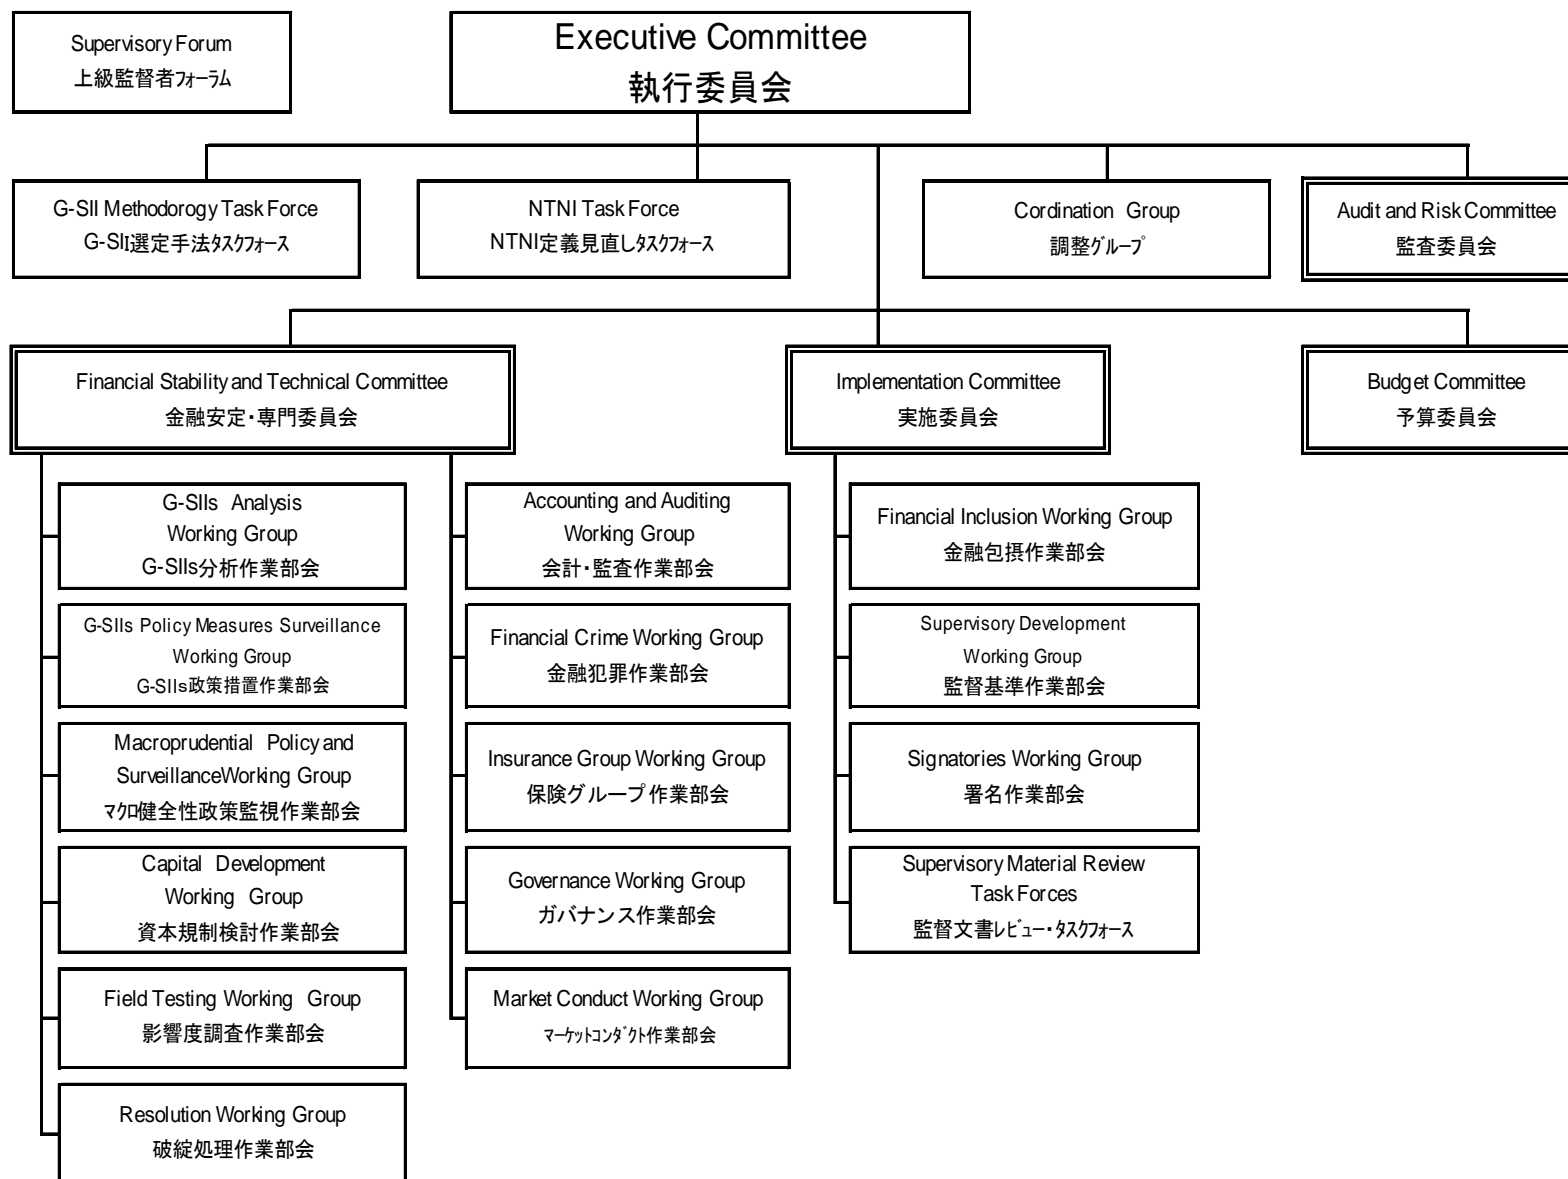 Supervisory Forum
上級監督者フォーラム
Executive Committee
執行委員会
G-SII Methodorogy Task Force
G-SII選定手法タスクフォース
NTNI Task Force
NTNI定義見直しタスクフォース
Cordination Group
調整グループ
Audit and Risk Committee
監査委員会
Financial Stability and Technical Committee
金融安定・専門委員会
Implementation Committee
実施委員会
Budget Committee
予算委員会
G-SIIs Analysis
Working Group
G-SIIs分析作業部会
G-SIIs Policy Measures Surveillance
Working Group
G-SIIs政策措置作業部会
Macroprudential Policy and
SurveillanceWorking Group
マクロ健全性政策監視作業部会
Capital Development
Working Group
資本規制検討作業部会
Field Testing Working Group
影響度調査作業部会
Resolution Working Group
破綻処理作業部会
Accounting and Auditing
Working Group
会計・監査作業部会
Financial Crime Working Group
金融犯罪作業部会
Insurance Group Working Group
保険グループ作業部会
Governance Working Group
ガバナンス作業部会
Market Conduct Working Group
マーケットコンダクト作業部会
Financial Inclusion Working Group
金融包摂作業部会
Supervisory Development
Working Group
監督基準作業部会
Signatories Working Group
署名作業部会
Supervisory Material Review
Task Forces
監督文書レビュー・タスクフォース